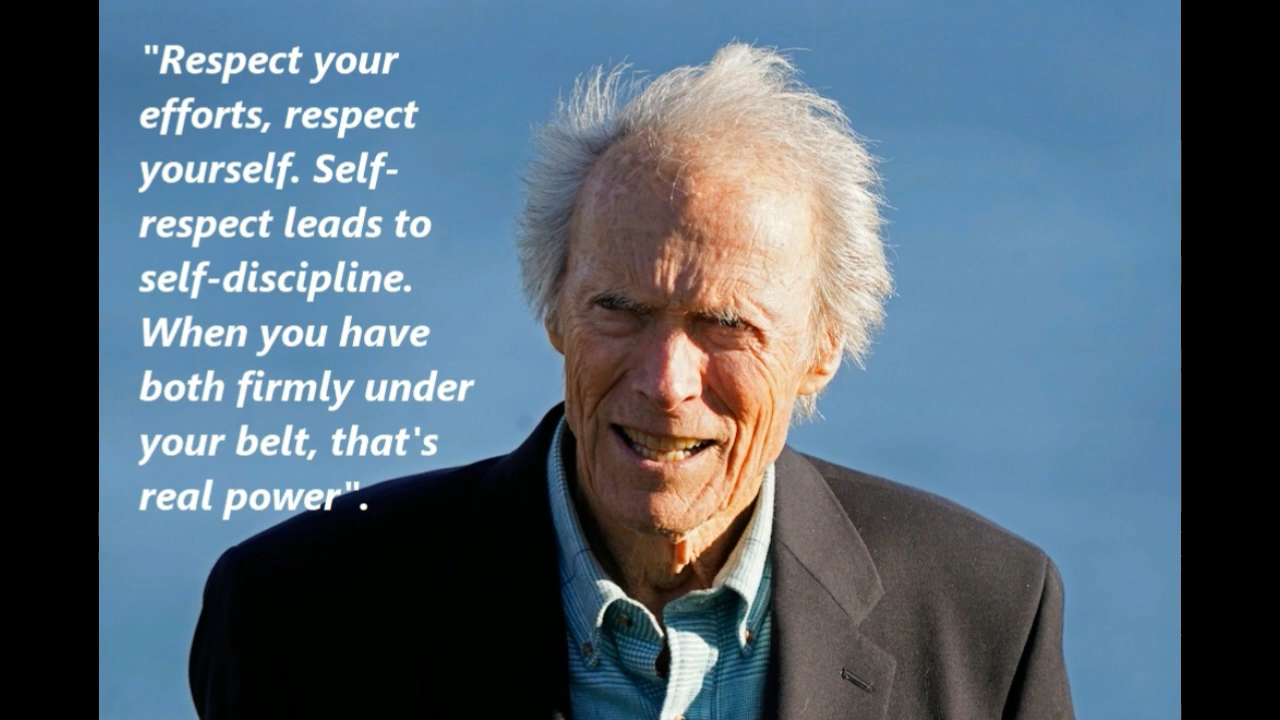 "Respect your
efforts, respect
yourself. Self-
respect leads to
self-discipline.
When you have
both firmly under
your belt, that's
real power".